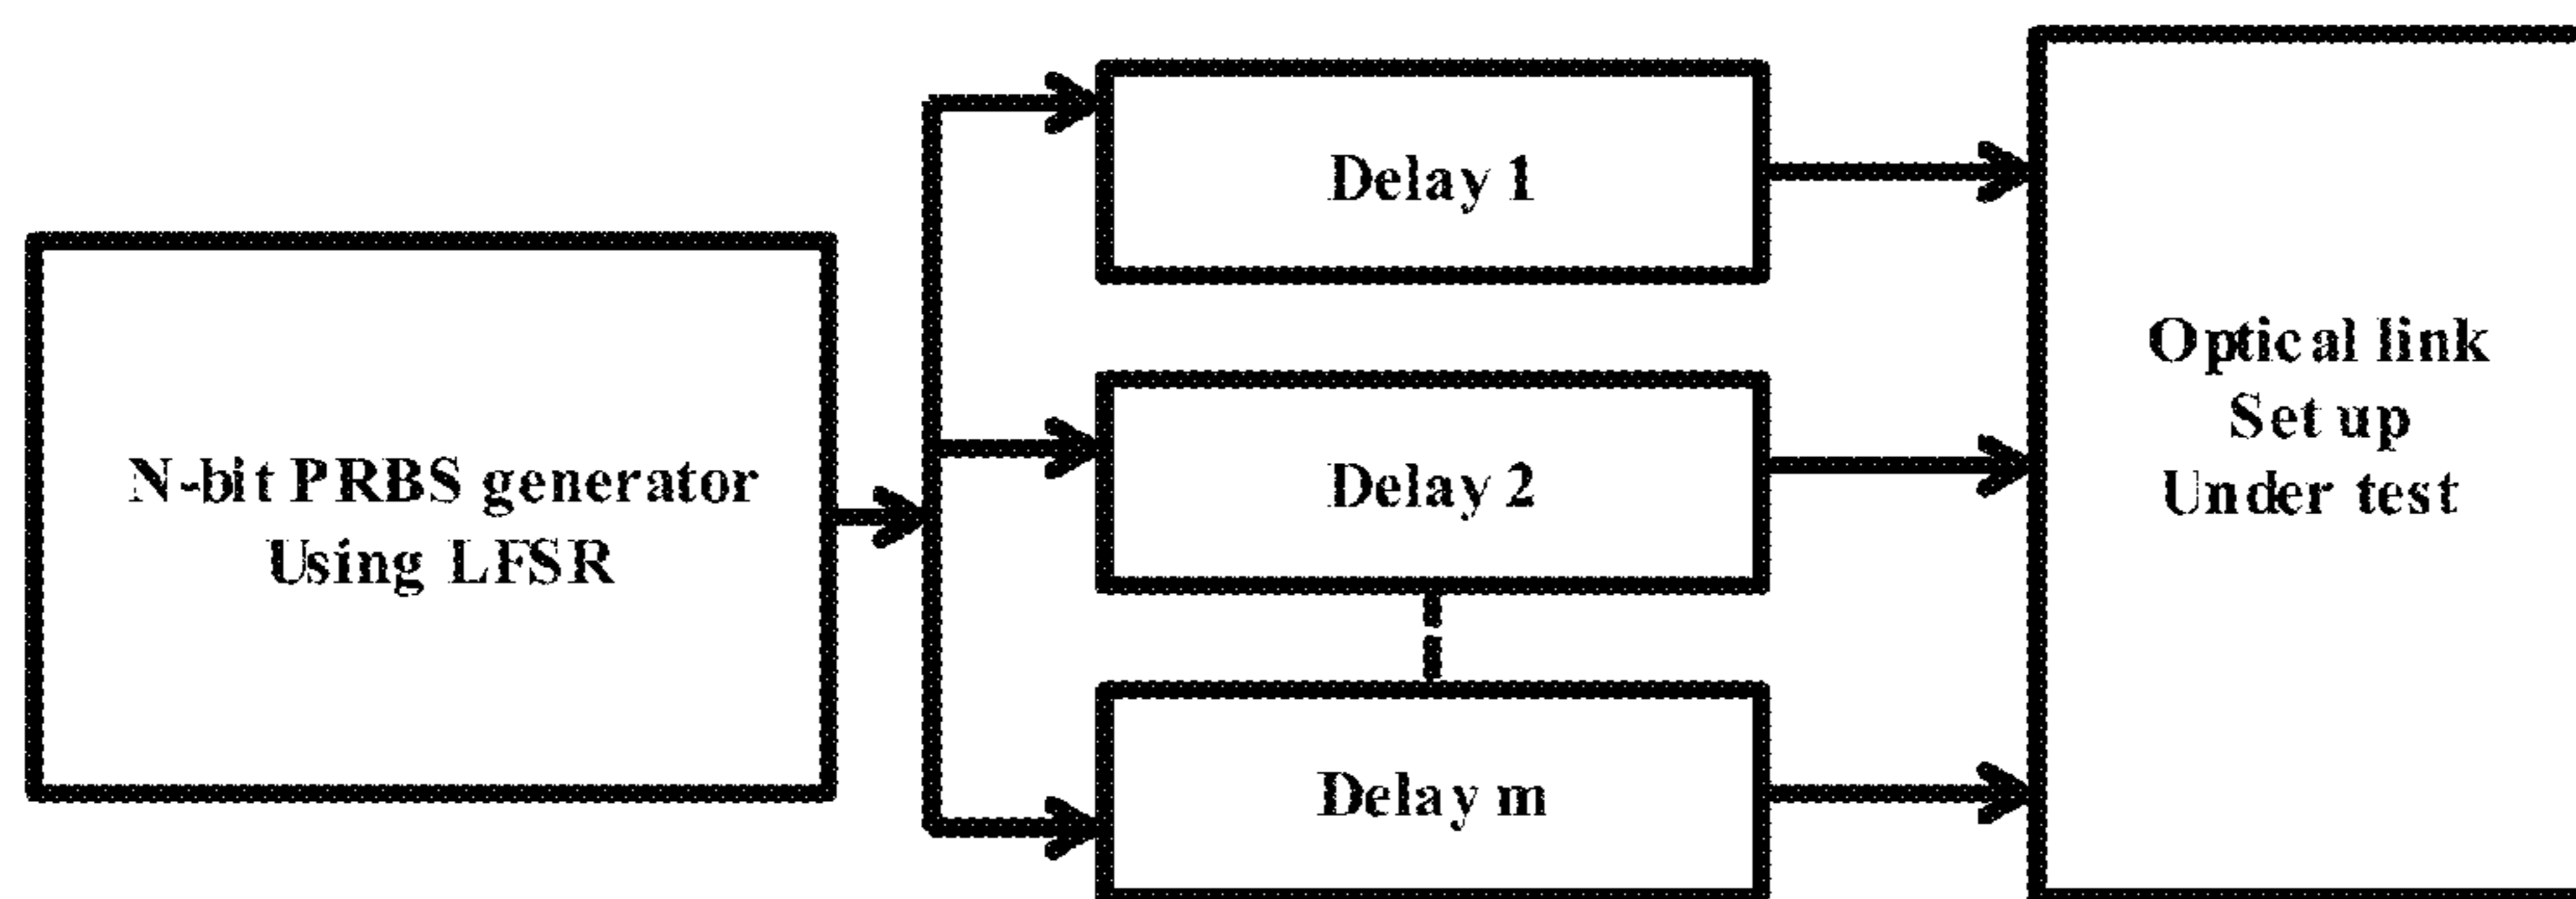 N-bit PRBS generator
Using LFSR
Delay 1
Delay 2
Delay m
Optical link
Set up
Under test